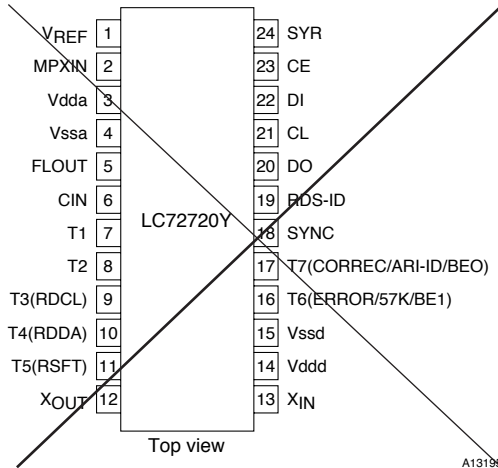 VREF 1 24 SYR
MPXIN 2 23 CE
Vdda 3 22 DI
Vssa 4 21 CL
FLOUT 5 20 DO
CIN 6 19 RDS-ID
LC72720Y
T1 7 18 SYNC
T2 8 17 T7(CORREC/ARI-ID/BEO)
T3(RDCL) 9 16 T6(ERROR/57K/BE1)
T4(RDDA) 10 15 Vssd
T5(RSFT) 11 14 Vddd
XOUT 12 13 XIN
Top view